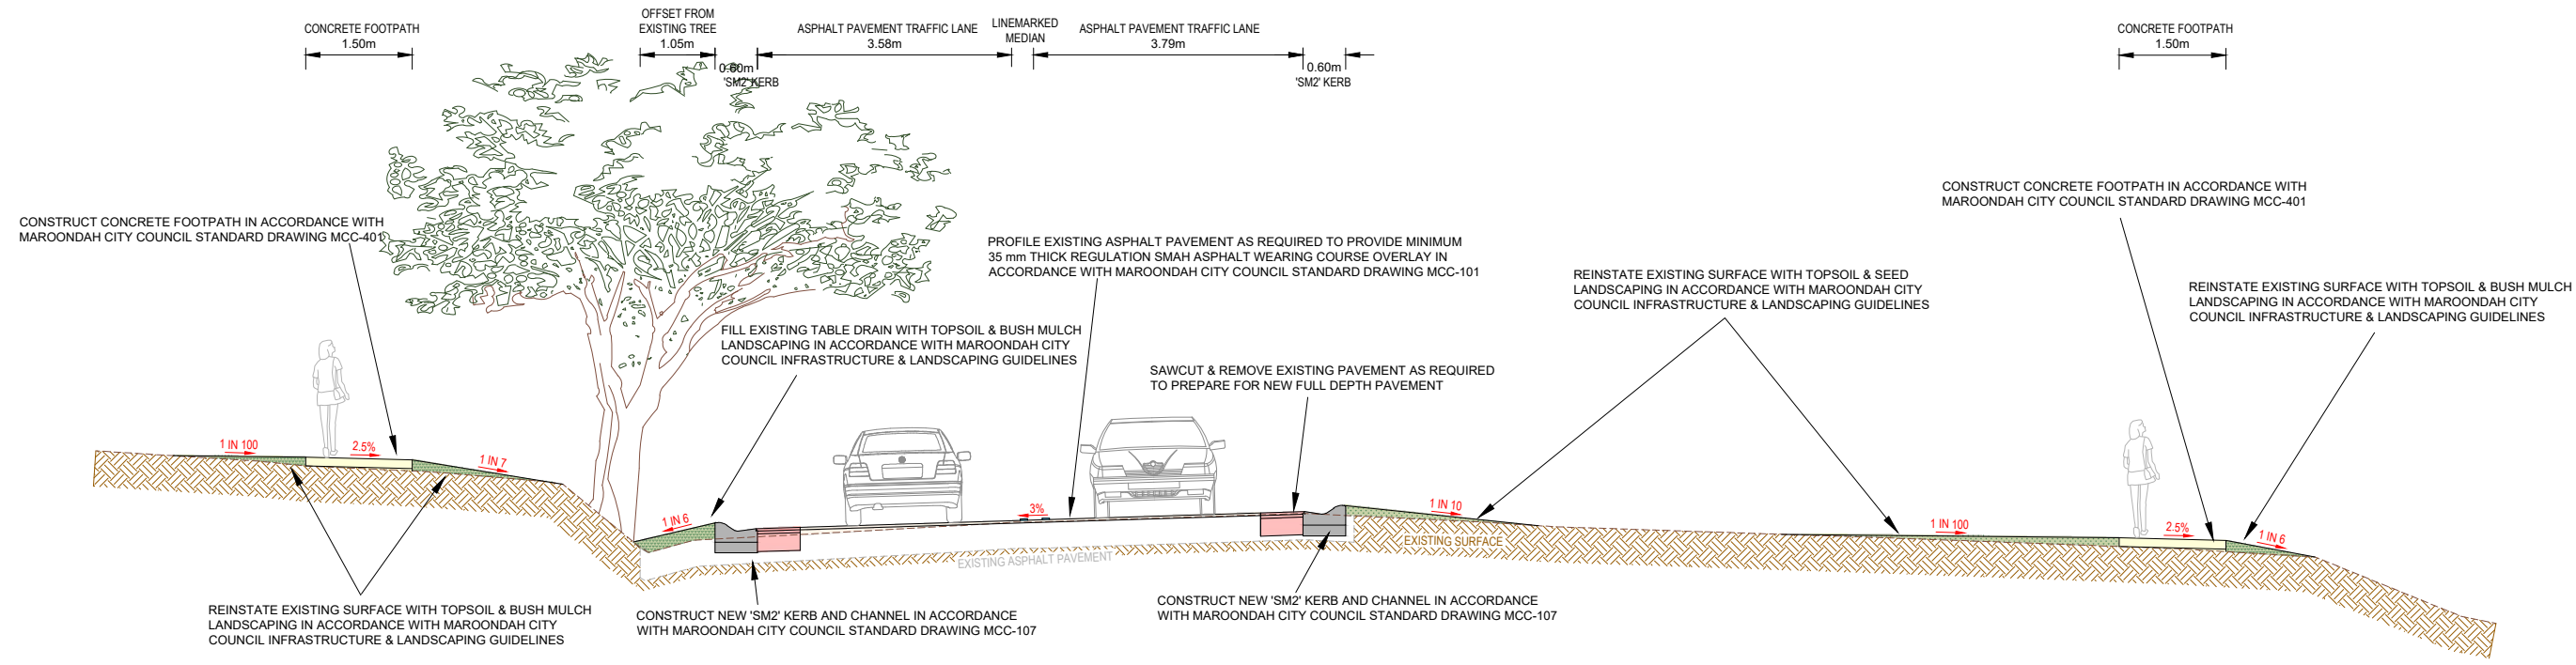 CONCRETE FOOTPATH
1.50m
OFFSET FROM
EXISTING TREE
1.05m
0.60m
'SM2' KERB
ASPHALT PAVEMENT TRAFFIC LANE
3.58m
LINEMARKED
MEDIAN
ASPHALT PAVEMENT TRAFFIC LANE
3.79m
0.60m
'SM2' KERB
CONCRETE FOOTPATH
1.50m
CONSTRUCT CONCRETE FOOTPATH IN ACCORDANCE WITH
MAROONDAH CITY COUNCIL STANDARD DRAWING MCC-401
PROFILE EXISTING ASPHALT PAVEMENT AS REQUIRED TO PROVIDE MINIMUM
35 mm THICK REGULATION SMAH ASPHALT WEARING COURSE OVERLAY IN
ACCORDANCE WITH MAROONDAH CITY COUNCIL STANDARD DRAWING MCC-101
CONSTRUCT CONCRETE FOOTPATH IN ACCORDANCE WITH
MAROONDAH CITY COUNCIL STANDARD DRAWING MCC-401
REINSTATE EXISTING SURFACE WITH TOPSOIL & SEED
LANDSCAPING IN ACCORDANCE WITH MAROONDAH CITY
COUNCIL INFRASTRUCTURE & LANDSCAPING GUIDELINES
REINSTATE EXISTING SURFACE WITH TOPSOIL & BUSH MULCH
LANDSCAPING IN ACCORDANCE WITH MAROONDAH CITY
COUNCIL INFRASTRUCTURE & LANDSCAPING GUIDELINES
FILL EXISTING TABLE DRAIN WITH TOPSOIL & BUSH MULCH
LANDSCAPING IN ACCORDANCE WITH MAROONDAH CITY
COUNCIL INFRASTRUCTURE & LANDSCAPING GUIDELINES
SAWCUT & REMOVE EXISTING PAVEMENT AS REQUIRED
TO PREPARE FOR NEW FULL DEPTH PAVEMENT
1 IN 100
2.5%
1 IN 7
1 IN 6
3%
1 IN 10
1 IN 100
2.5%
1 IN 6
EXISTING SURFACE
EXISTING ASPHALT PAVEMENT
REINSTATE EXISTING SURFACE WITH TOPSOIL & BUSH MULCH
LANDSCAPING IN ACCORDANCE WITH MAROONDAH CITY
COUNCIL INFRASTRUCTURE & LANDSCAPING GUIDELINES
CONSTRUCT NEW 'SM2' KERB AND CHANNEL IN ACCORDANCE
WITH MAROONDAH CITY COUNCIL STANDARD DRAWING MCC-107
CONSTRUCT NEW 'SM2' KERB AND CHANNEL IN ACCORDANCE
WITH MAROONDAH CITY COUNCIL STANDARD DRAWING MCC-107